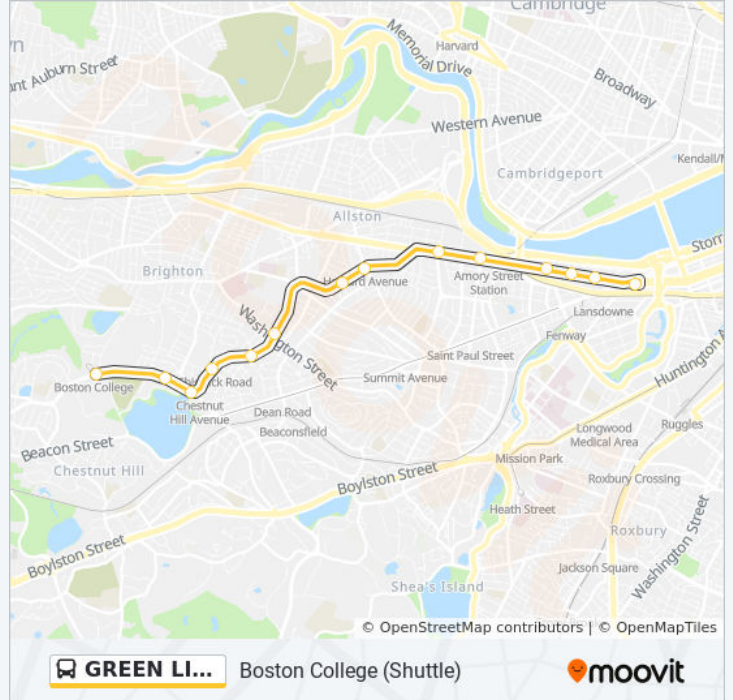 Cambridge
Harvard
Memorial Drive
Broadway
Western Avenue
Kendall/
Cambridgeport
Allston
Brighton
Amory Street
Station
Lansdowne
Fenway
Washington Street
Saint Paul Street
Summit Avenue
Huntington
Boston College
Road
Chestnut
Hill Avenue
Dean Road
Beaconsfield
Longwood
Medical Area
Ruggles
Beacon Street
Chestnut Hill
Mission Park
Boylston Street
Roxbury Crossing
Heath Street
Roxbury
Washington Street
Boylston Street
Jackson Square
Shea's Island
© OpenStreetMap contributors | © OpenMapTiles
GREEN LI...
Boston College (Shuttle)
moovit